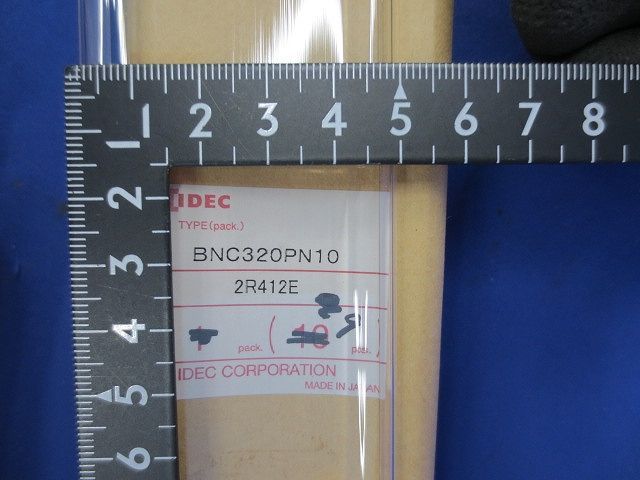 1 2 3 4 5 6 7 8
1
2
3
4
5
6
IDEC
TYPE(pack.)
BNC320PN10
2R412E
pack. ( 10 pcs. )
IDEC CORPORATION
MADE IN JAPAN